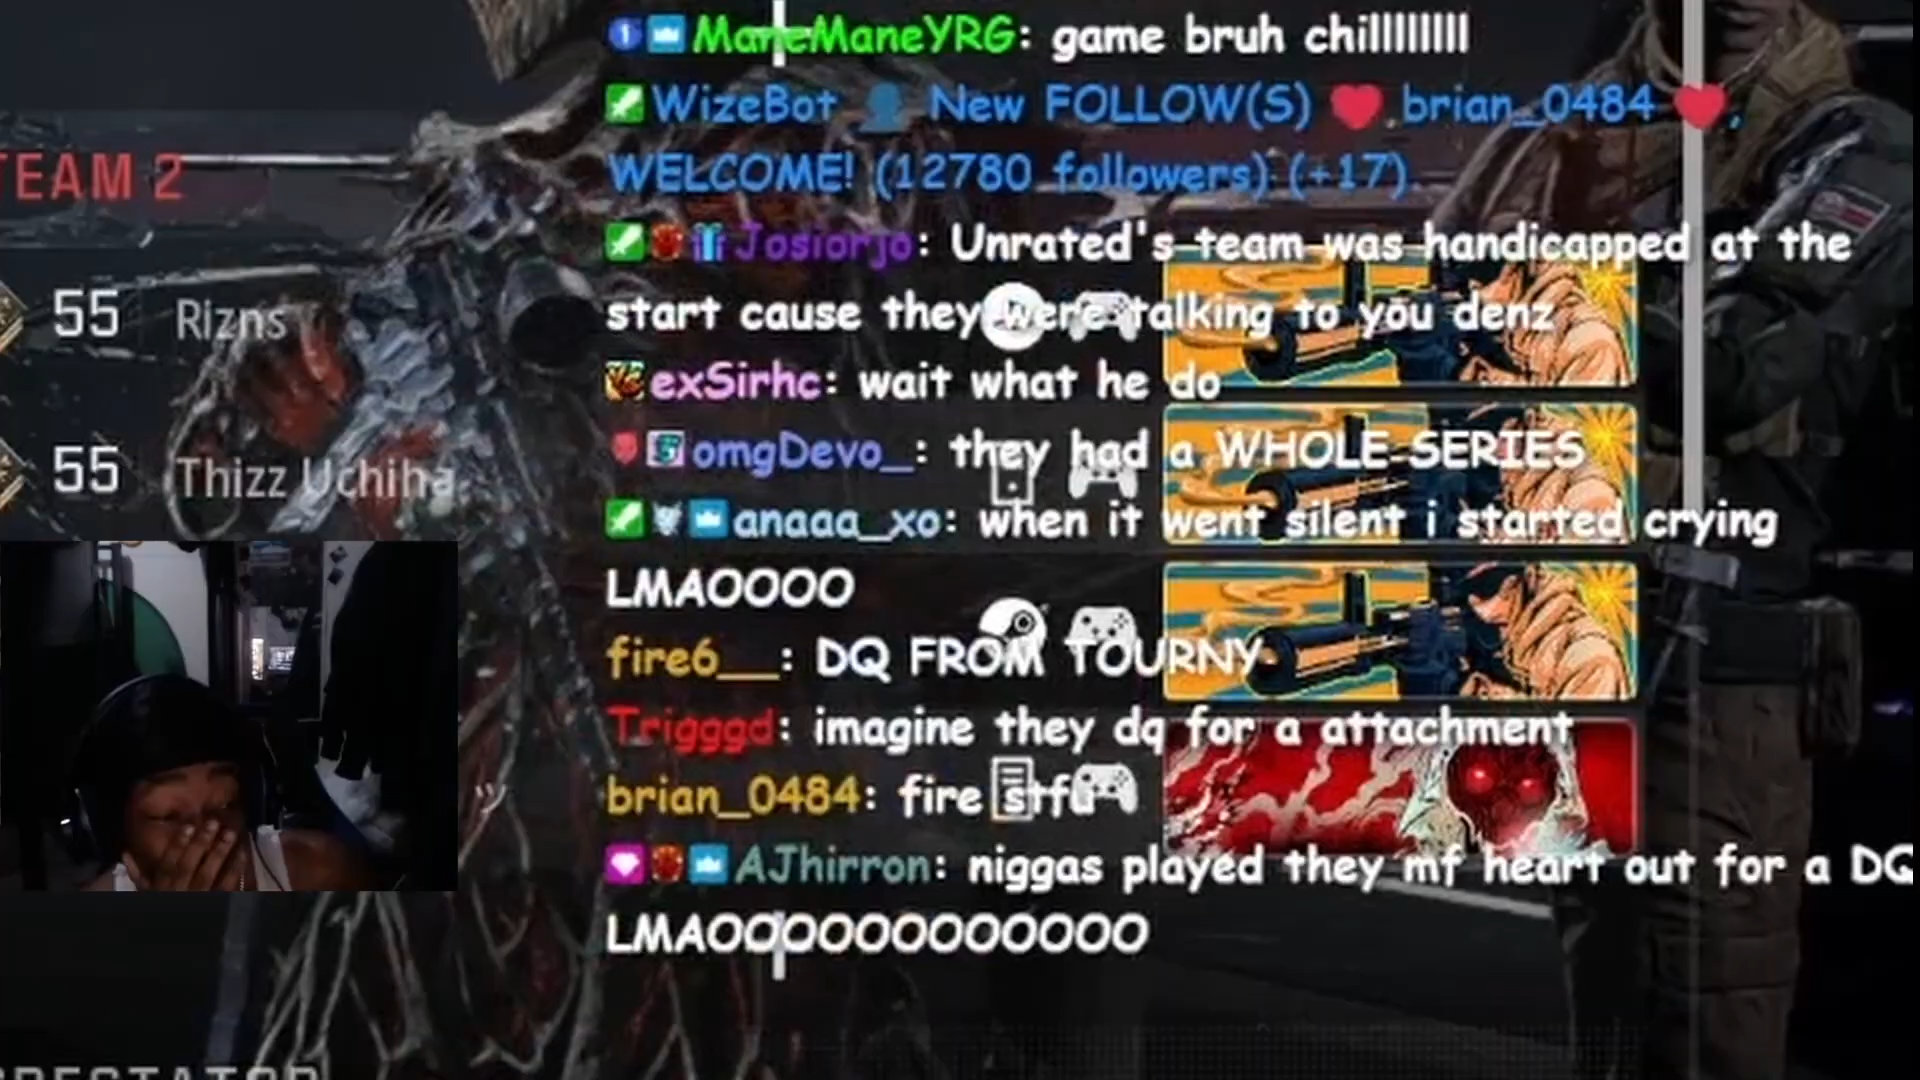 ManeManeYRG: game bruh chilllllllll
WizeBot New FOLLOW(S) brian_0484 ,
WELCOME! (12780 followers) (+17).
TEAM 2
Josiorjo: Unrated's team was handicapped at the
start cause they were talking to you denz
55 Rizns
exSirhc: wait what he do
omgDevo_: they had a WHOLE SERIES
55 Thizz Uchiha
anaaa_xo: when it went silent i started crying
LMAOOOO
fire6__: DQ FROM TOURNY
Trigggd: imagine they dq for a attachment
brian_0484: fire stfu
AJhirron: niggas played they mf heart out for a DQ
LMAOOOOOOOOOOOOO
SPECTATOR